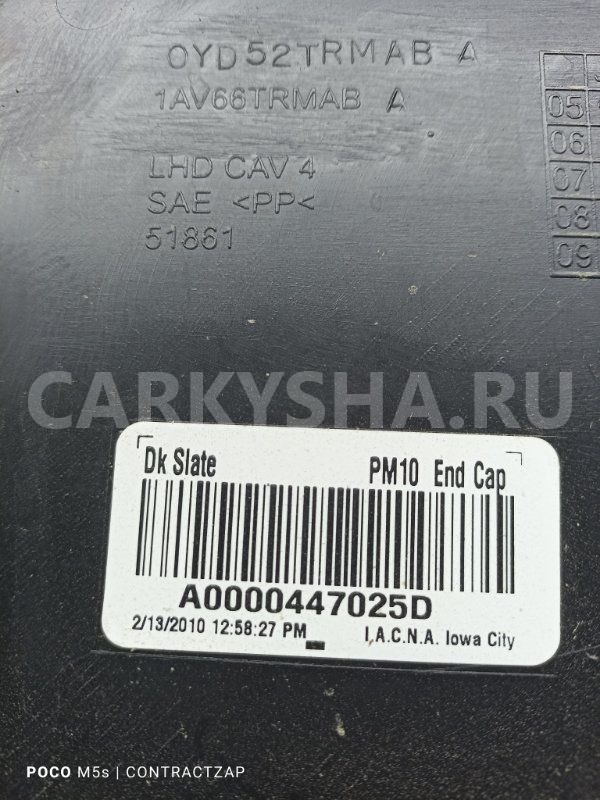 0YD52TRMAB A
1AV66TRMAB A
LHD CAV 4
SAE <PP<
51861
05
06
07
08
09
CARKYSHA.RU
Dk Slate PM10 End Cap
A0000447025D
2/13/2010 12:58:27 PM I.A.C.N.A. Iowa City
POCO M5s | CONTRACTZAP